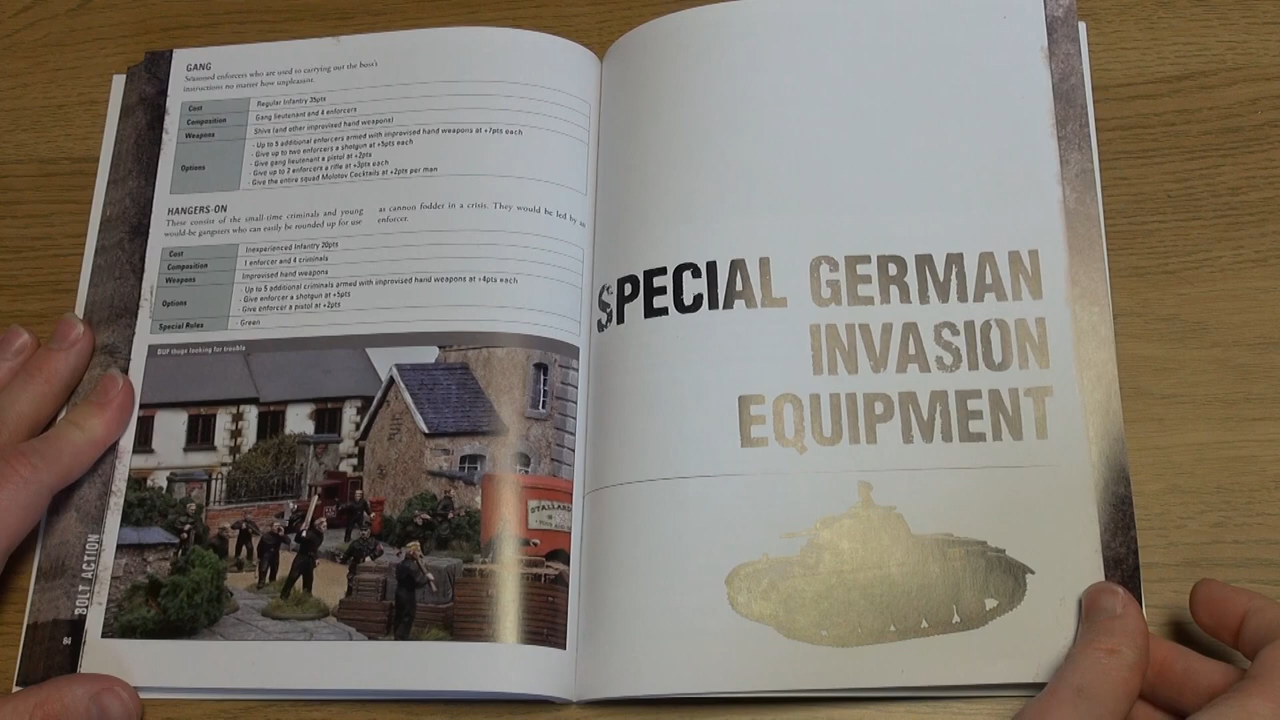 GANG
Seasoned enforcers who are used to carrying out the boss's
instructions no matter how unpleasant.
Cost Regular Infantry 35pts
Composition Gang lieutenant and 4 enforcers
Weapons Shivs (and other improvised hand weapons)
Options - Up to 5 additional enforcers armed with improvised hand weapons at +7pts each
- Give up to two enforcers a shotgun at +5pts each
- Give gang lieutenant a pistol at +2pts
- Give up to 2 enforcers a rifle at +3pts each
- Give the entire squad Molotov Cocktails at +2pts per man
HANGERS-ON
These consist of the small-time criminals and young
would-be gangsters who can easily be rounded up for use
as cannon fodder in a crisis. They would be led by an
enforcer.
Cost Inexperienced Infantry 20pts
Composition 1 enforcer and 4 criminals
Weapons Improvised hand weapons
Options - Up to 5 additional criminals armed with improvised hand weapons at +4pts each
- Give enforcer a shotgun at +5pts
- Give enforcer a pistol at +2pts
Special Rules - Green
BUF thugs looking for trouble
STALLARD
BOLT ACTION
84
SPECIAL GERMAN
INVASION
EQUIPMENT